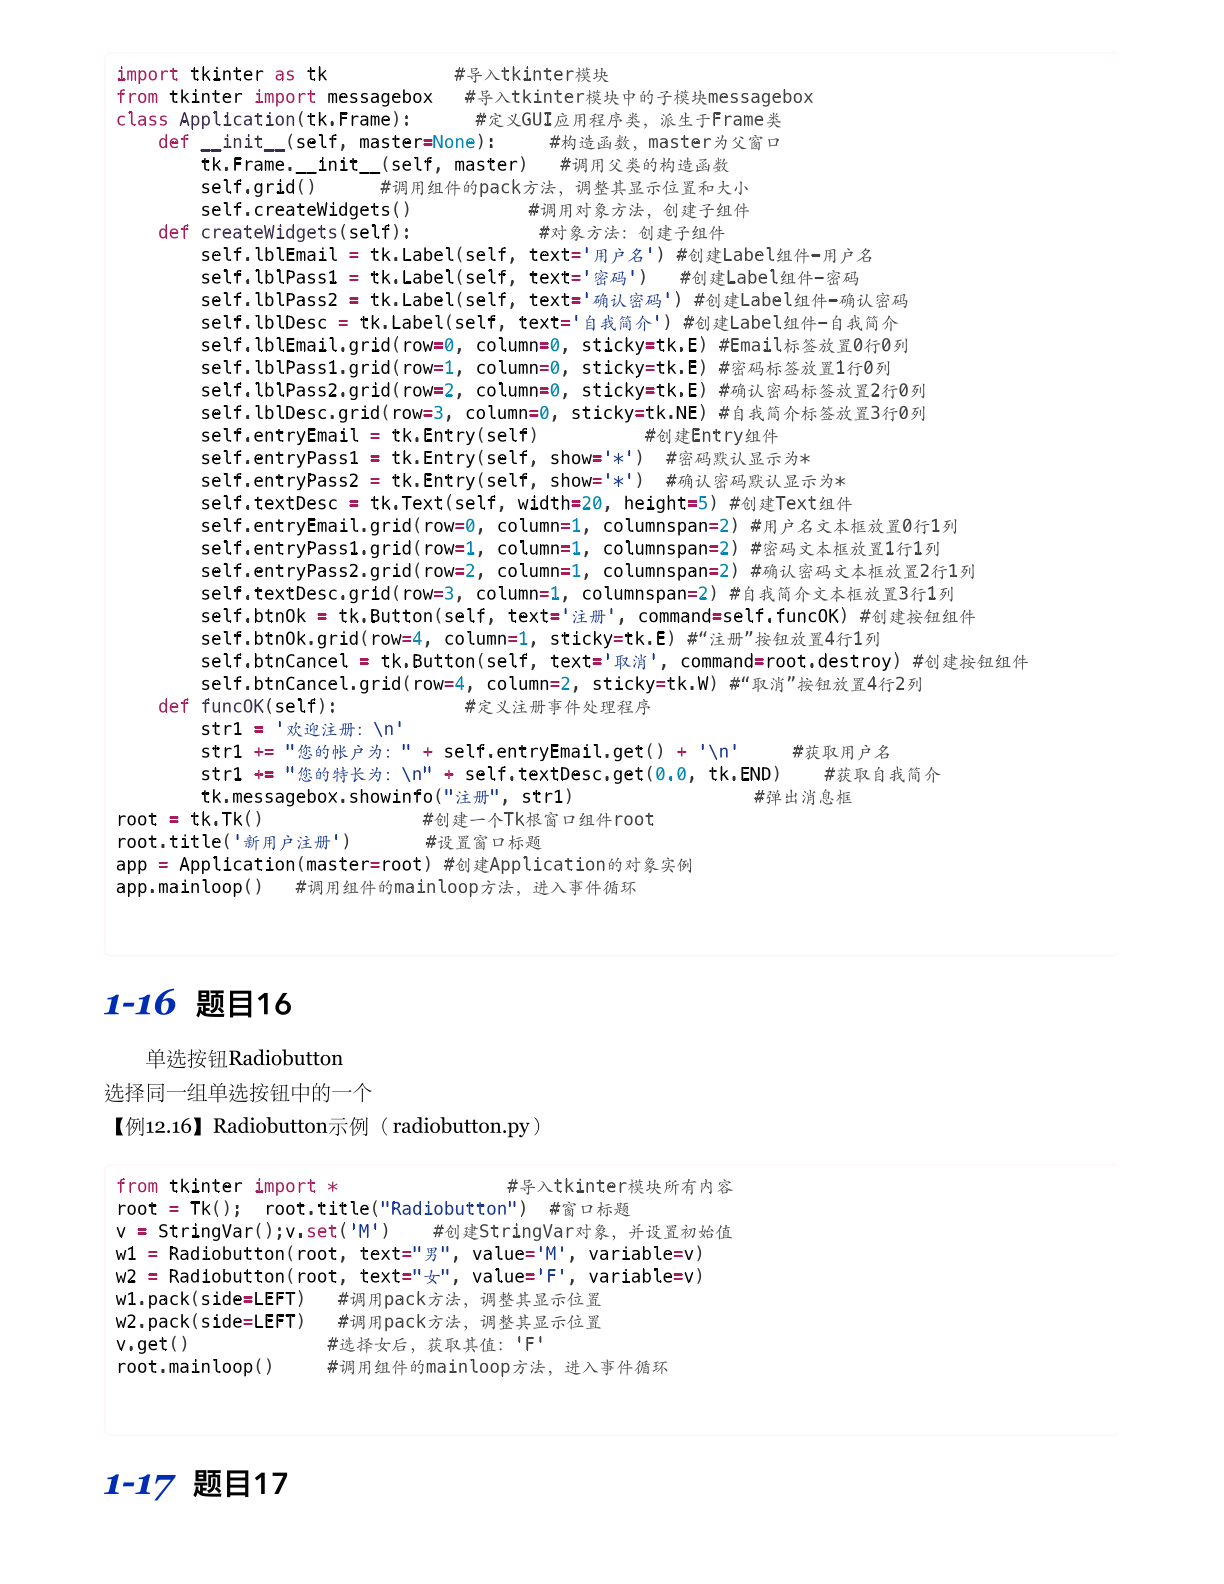 import tkinter as tk            #导入tkinter模块
from tkinter import messagebox   #导入tkinter模块中的子模块messagebox
class Application(tk.Frame):      #定义GUI应用程序类，派生于Frame类
    def __init__(self, master=None):     #构造函数，master为父窗口
        tk.Frame.__init__(self, master)   #调用父类的构造函数
        self.grid()      #调用组件的pack方法，调整其显示位置和大小
        self.createWidgets()           #调用对象方法，创建子组件
    def createWidgets(self):            #对象方法：创建子组件
        self.lblEmail = tk.Label(self, text='用户名') #创建Label组件-用户名
        self.lblPass1 = tk.Label(self, text='密码')   #创建Label组件-密码
        self.lblPass2 = tk.Label(self, text='确认密码') #创建Label组件-确认密码
        self.lblDesc = tk.Label(self, text='自我简介') #创建Label组件-自我简介
        self.lblEmail.grid(row=0, column=0, sticky=tk.E) #Email标签放置0行0列
        self.lblPass1.grid(row=1, column=0, sticky=tk.E) #密码标签放置1行0列
        self.lblPass2.grid(row=2, column=0, sticky=tk.E) #确认密码标签放置2行0列
        self.lblDesc.grid(row=3, column=0, sticky=tk.NE) #自我简介标签放置3行0列
        self.entryEmail = tk.Entry(self)          #创建Entry组件
        self.entryPass1 = tk.Entry(self, show='*')  #密码默认显示为*
        self.entryPass2 = tk.Entry(self, show='*')  #确认密码默认显示为*
        self.textDesc = tk.Text(self, width=20, height=5) #创建Text组件
        self.entryEmail.grid(row=0, column=1, columnspan=2) #用户名文本框放置0行1列
        self.entryPass1.grid(row=1, column=1, columnspan=2) #密码文本框放置1行1列
        self.entryPass2.grid(row=2, column=1, columnspan=2) #确认密码文本框放置2行1列
        self.textDesc.grid(row=3, column=1, columnspan=2) #自我简介文本框放置3行1列
        self.btnOk = tk.Button(self, text='注册', command=self.funcOK) #创建按钮组件
        self.btnOk.grid(row=4, column=1, sticky=tk.E) #“注册”按钮放置4行1列
        self.btnCancel = tk.Button(self, text='取消', command=root.destroy) #创建按钮组件
        self.btnCancel.grid(row=4, column=2, sticky=tk.W) #“取消”按钮放置4行2列
    def funcOK(self):            #定义注册事件处理程序
        str1 = '欢迎注册：\n'
        str1 += "您的帐户为：" + self.entryEmail.get() + '\n'     #获取用户名
        str1 += "您的特长为：\n" + self.textDesc.get(0.0, tk.END)    #获取自我简介
        tk.messagebox.showinfo("注册", str1)                 #弹出消息框
root = tk.Tk()               #创建一个Tk根窗口组件root
root.title('新用户注册')       #设置窗口标题
app = Application(master=root) #创建Application的对象实例
app.mainloop()   #调用组件的mainloop方法，进入事件循环
1-16 题目16
单选按钮Radiobutton
选择同一组单选按钮中的一个
【例12.16】Radiobutton示例（radiobutton.py）
from tkinter import *                #导入tkinter模块所有内容
root = Tk();  root.title("Radiobutton")  #窗口标题
v = StringVar();v.set('M')    #创建StringVar对象，并设置初始值
w1 = Radiobutton(root, text="男", value='M', variable=v)
w2 = Radiobutton(root, text="女", value='F', variable=v)
w1.pack(side=LEFT)   #调用pack方法，调整其显示位置
w2.pack(side=LEFT)   #调用pack方法，调整其显示位置
v.get()             #选择女后，获取其值：'F'
root.mainloop()     #调用组件的mainloop方法，进入事件循环
1-17 题目17